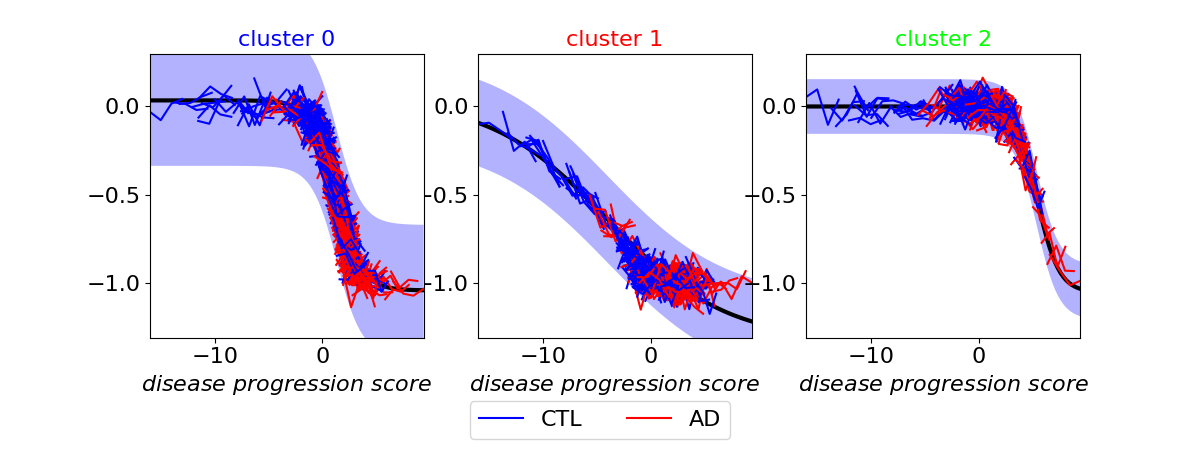 cluster 0 cluster 1 cluster 2
0.0 0.0 0.0
−0.5 −0.5 −0.5
−1.0 −1.0 −1.0
−10 0 −10 0 −10 0
disease progression score disease progression score disease progression score
CTL AD